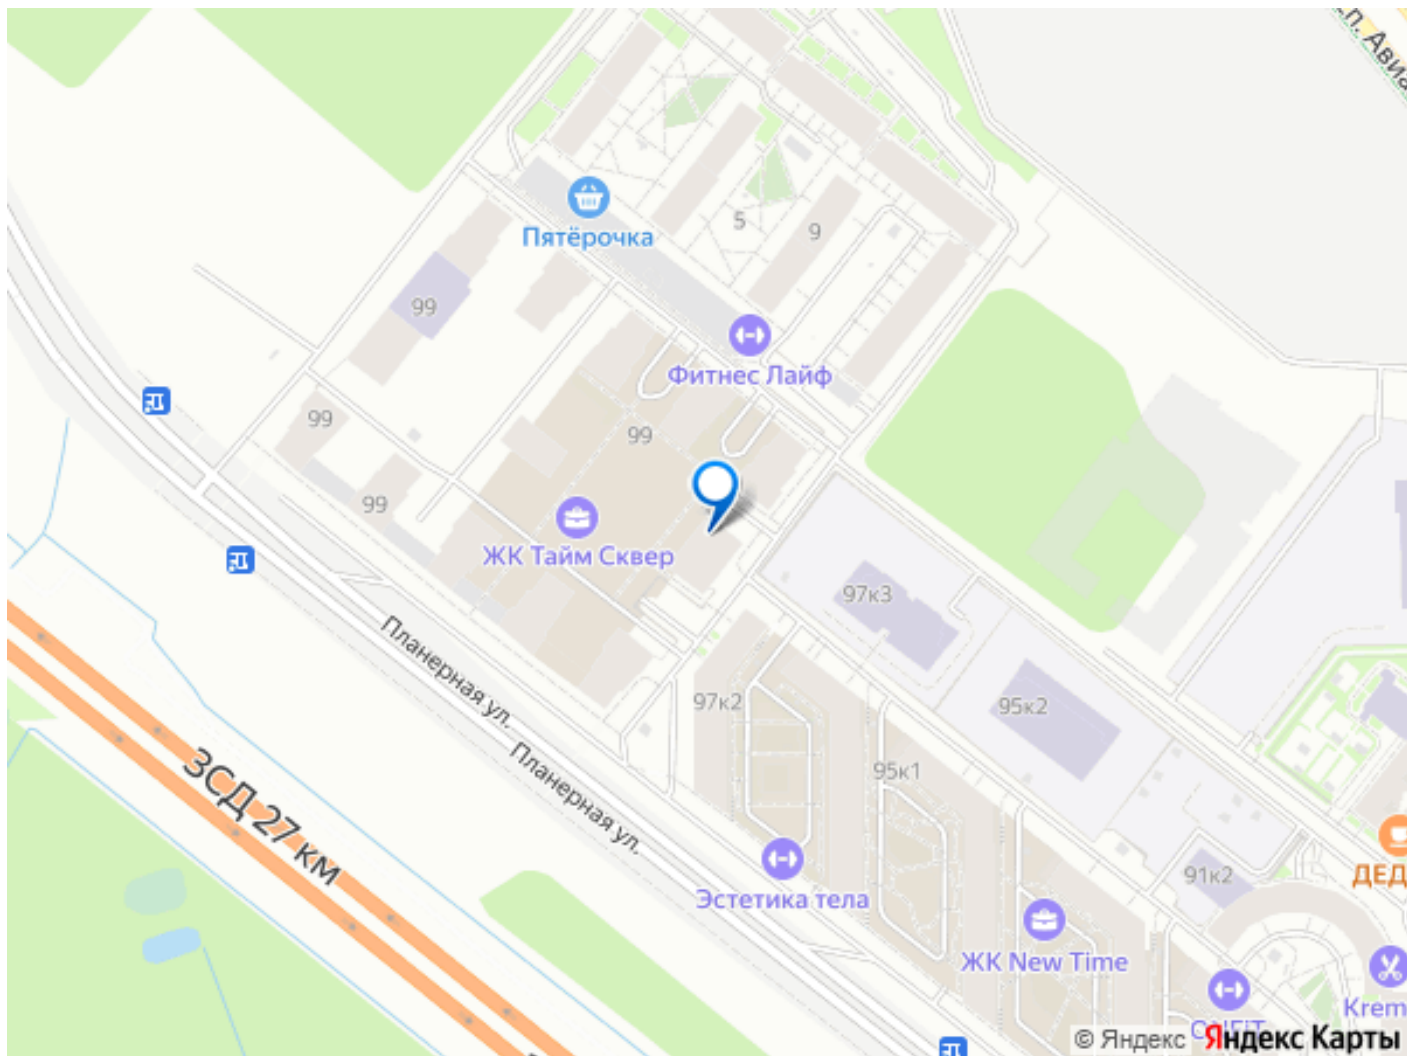 л. Авиа
5
9
Пятёрочка
99
Фитнес Лайф
99
99
99
ЖК Тайм Сквер
97к3
Планерная ул.
97к2
95к2
Планерная ул.
95к1
ЗСД 27 км
91к2
ДЕД
Эстетика тела
ЖК New Time
Krem
© Яндекс Яндекс Карты